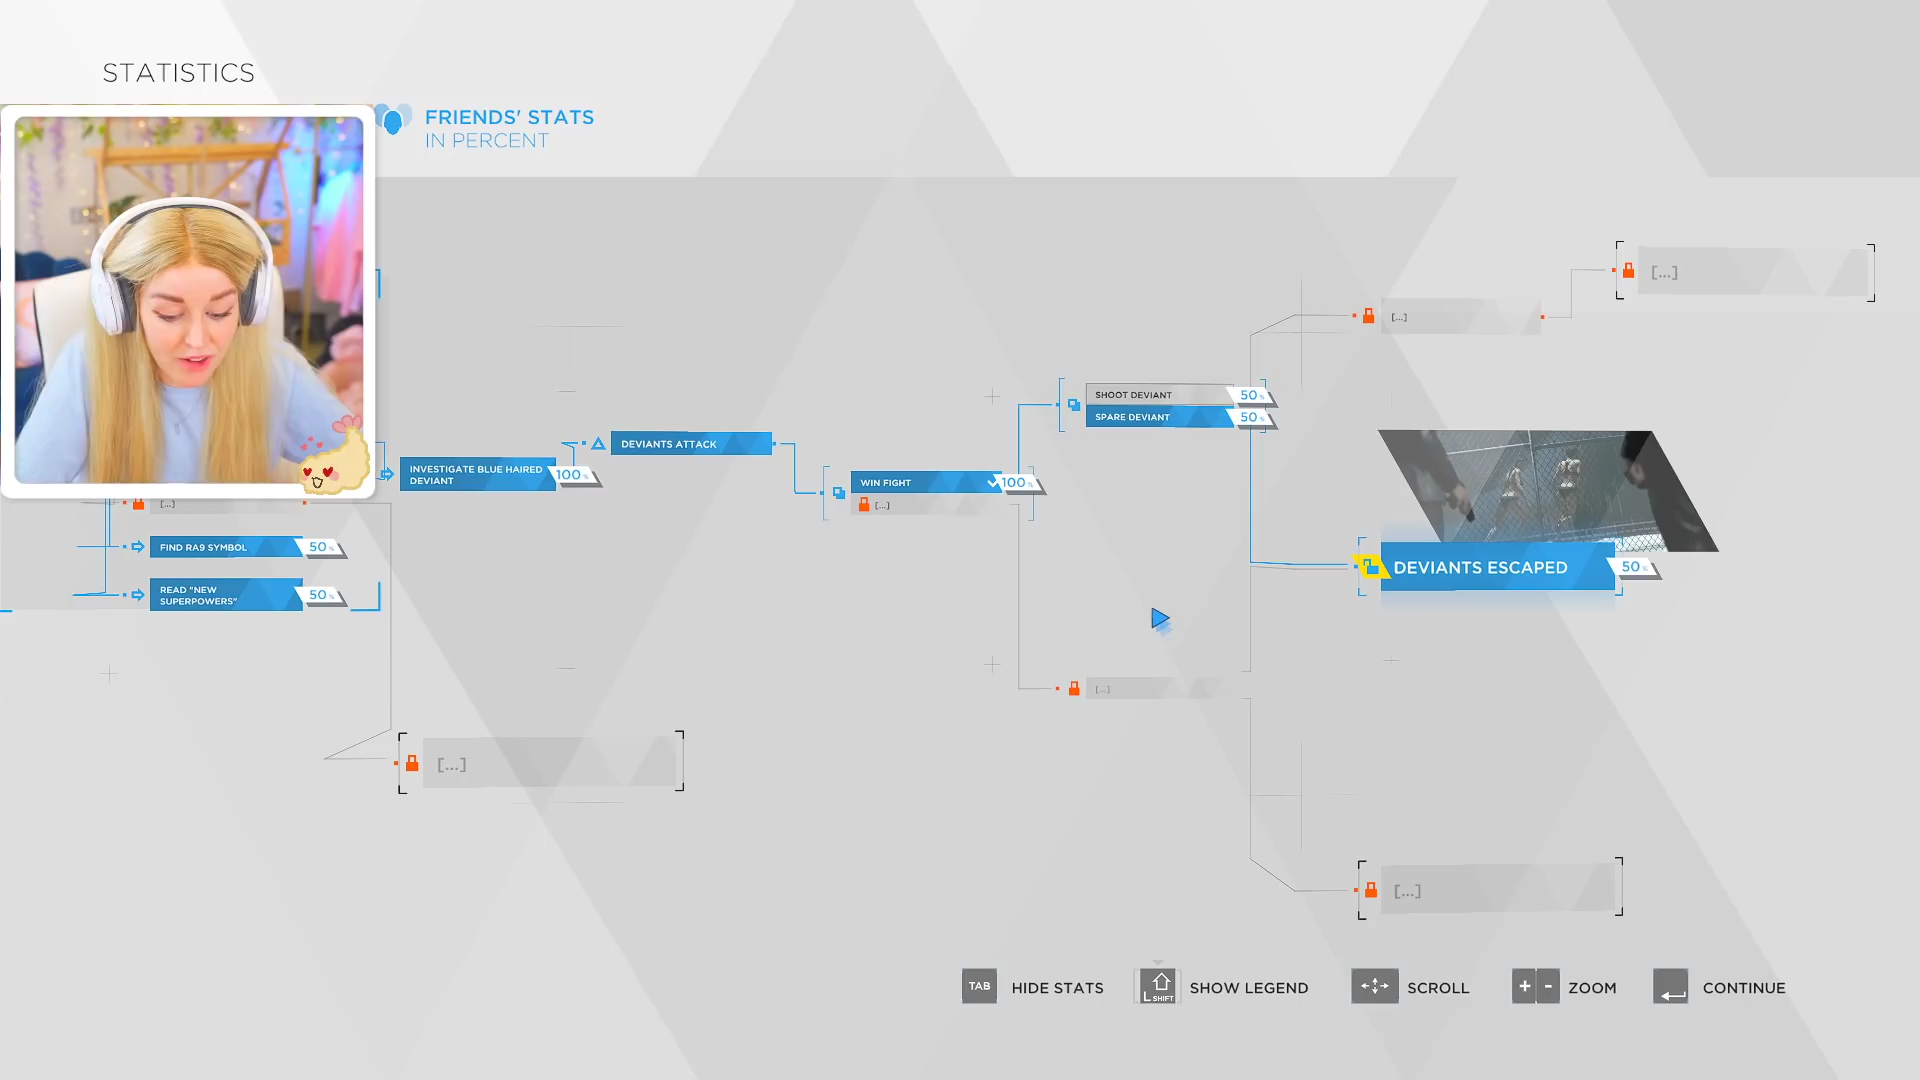 STATISTICS
FRIENDS' STATS
IN PERCENT
[...]
[...]
SHOOT DEVIANT 50%
SPARE DEVIANT 50%
DEVIANTS ATTACK
INVESTIGATE BLUE HAIRED
DEVIANT 100%
WIN FIGHT 100%
[...]
[...]
FIND RA9 SYMBOL 50%
READ "NEW
SUPERPOWERS" 50%
DEVIANTS ESCAPED 50%
[...]
[...]
[...]
TAB HIDE STATS L SHIFT SHOW LEGEND SCROLL + - ZOOM CONTINUE